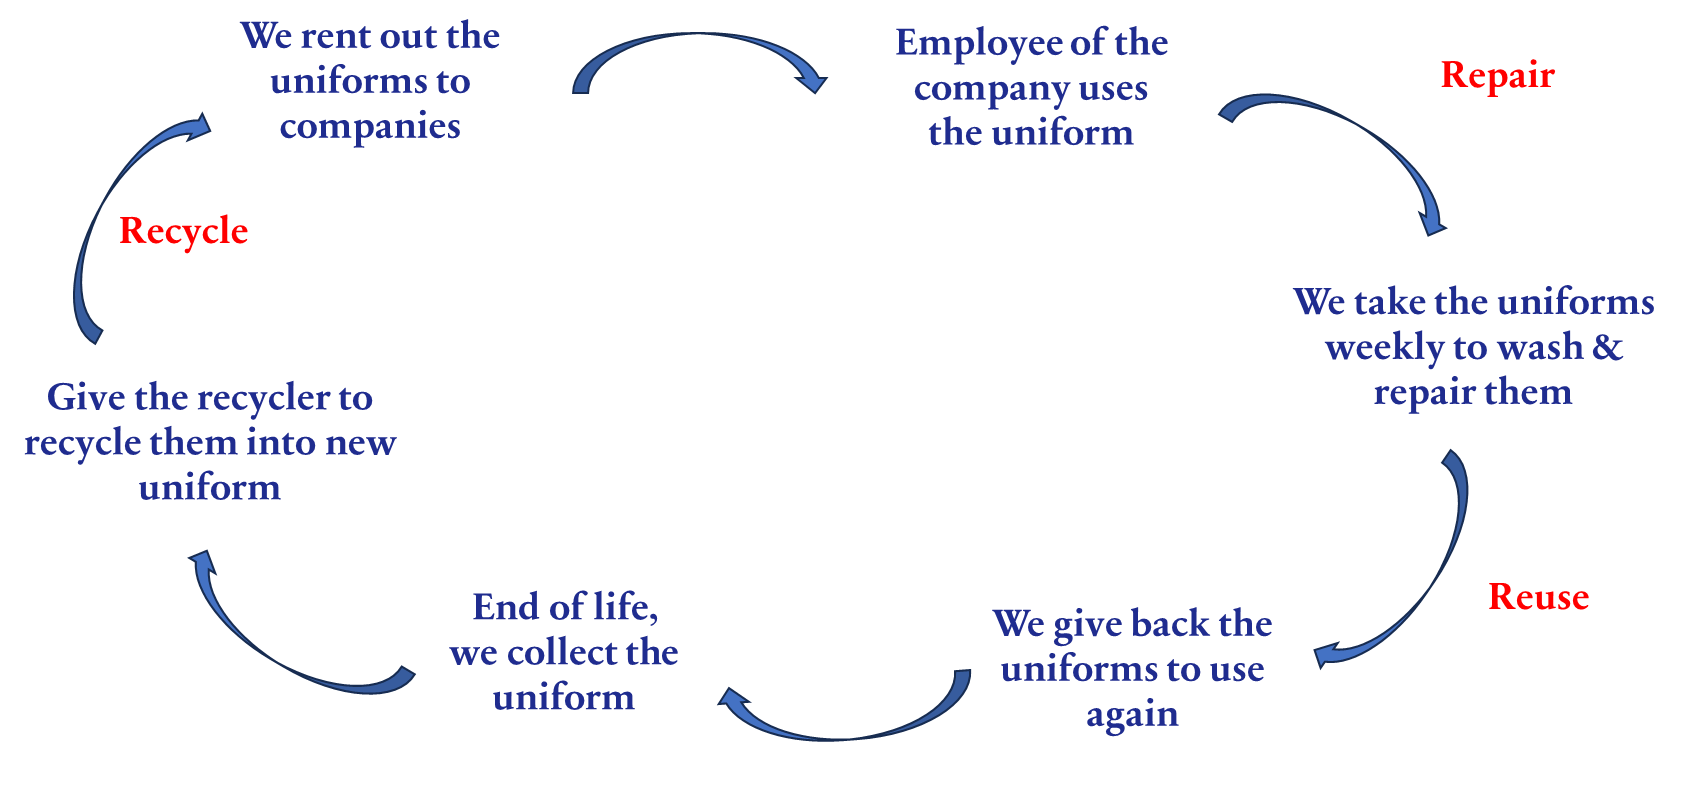 We rent out the
uniforms to
companies
Employee of the
company uses
the uniform
Repair
We take the uniforms
weekly to wash &
repair them
Reuse
We give back the
uniforms to use
again
End of life,
we collect the
uniform
Give the recycler to
recycle them into new
uniform
Recycle